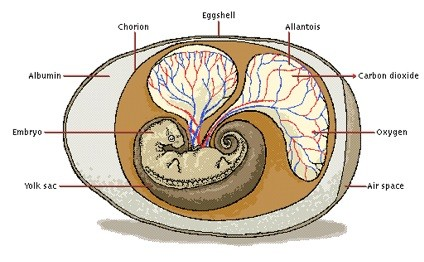 Eggshell
Chorion
Allantois
Albumin
Carbon dioxide
Embryo
Oxygen
Yolk sac
Air space